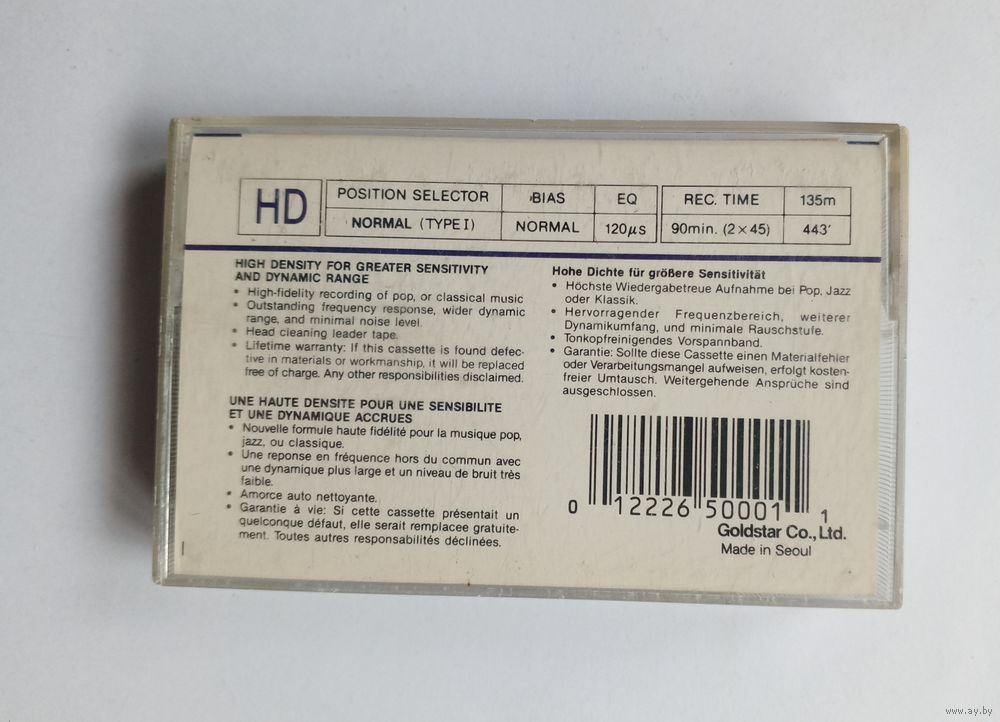 HD
POSITION SELECTOR BIAS EQ REC. TIME 135m
NORMAL (TYPE I) NORMAL 120μs 90min. (2×45) 443′
HIGH DENSITY FOR GREATER SENSITIVITY
AND DYNAMIC RANGE
• High-fidelity recording of pop, or classical music
• Outstanding frequency response, wider dynamic
range, and minimal noise level.
• Head cleaning leader tape.
• Lifetime warranty: If this cassette is found defec-
tive in materials or workmanship, it will be replaced
free of charge. Any other responsibilities disclaimed.
UNE HAUTE DENSITE POUR UNE SENSIBILITE
ET UNE DYNAMIQUE ACCRUES
• Nouvelle formule haute fidélité pour la musique pop,
jazz, ou classique.
• Une reponse en fréquence hors du commun avec
une dynamique plus large et un niveau de bruit très
faible.
• Amorce auto nettoyante.
• Garantie à vie: Si cette cassette présentait un
quelconque défaut, elle serait remplacee gratuite-
ment. Toutes autres responsabilités déclinées.
Hohe Dichte für größere Sensitivität
• Höchste Wiedergabetreue Aufnahme bei Pop, Jazz
oder Klassik.
• Hervorragender Frequenzbereich, weiterer
Dynamikumfang, und minimale Rauschstufe.
• Tonkopfreinigendes Vorspannband.
• Garantie: Sollte diese Cassette einen Materialfehler
oder Verarbeitungsmangel aufweisen, erfolgt kosten-
freier Umtausch. Weitergehende Ansprüche sind
ausgeschlossen.
0 12226 50001 1
Goldstar Co., Ltd.
Made in Seoul
www.ay.by